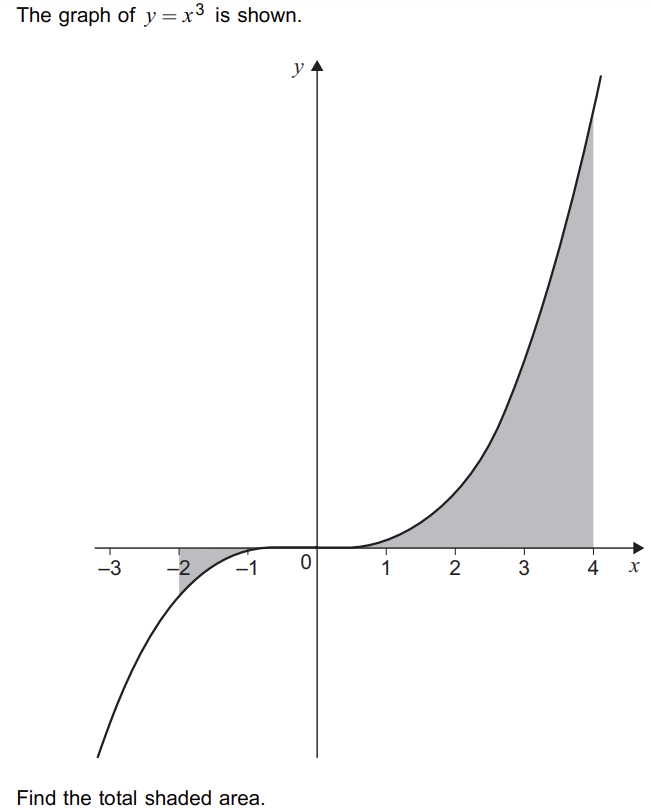 The graph of y = x³ is shown.
y
–3 –2 –1 0 1 2 3 4 x
Find the total shaded area.